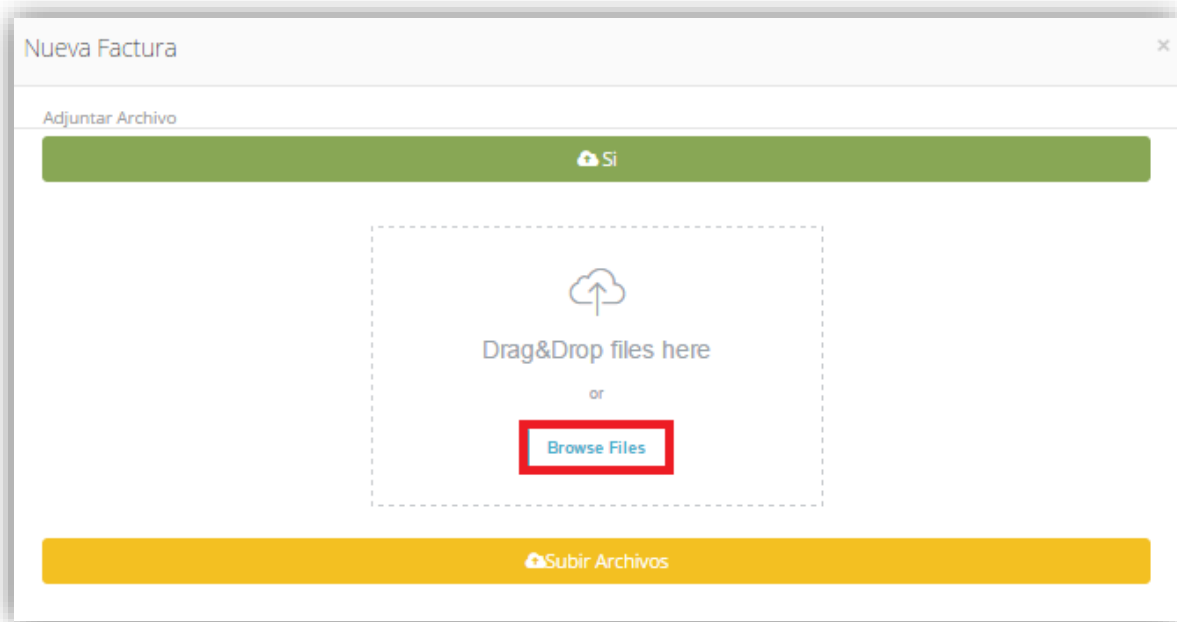 Nueva Factura
×
Adjuntar Archivo
Si
Drag&Drop files here
or
Browse Files
Subir Archivos